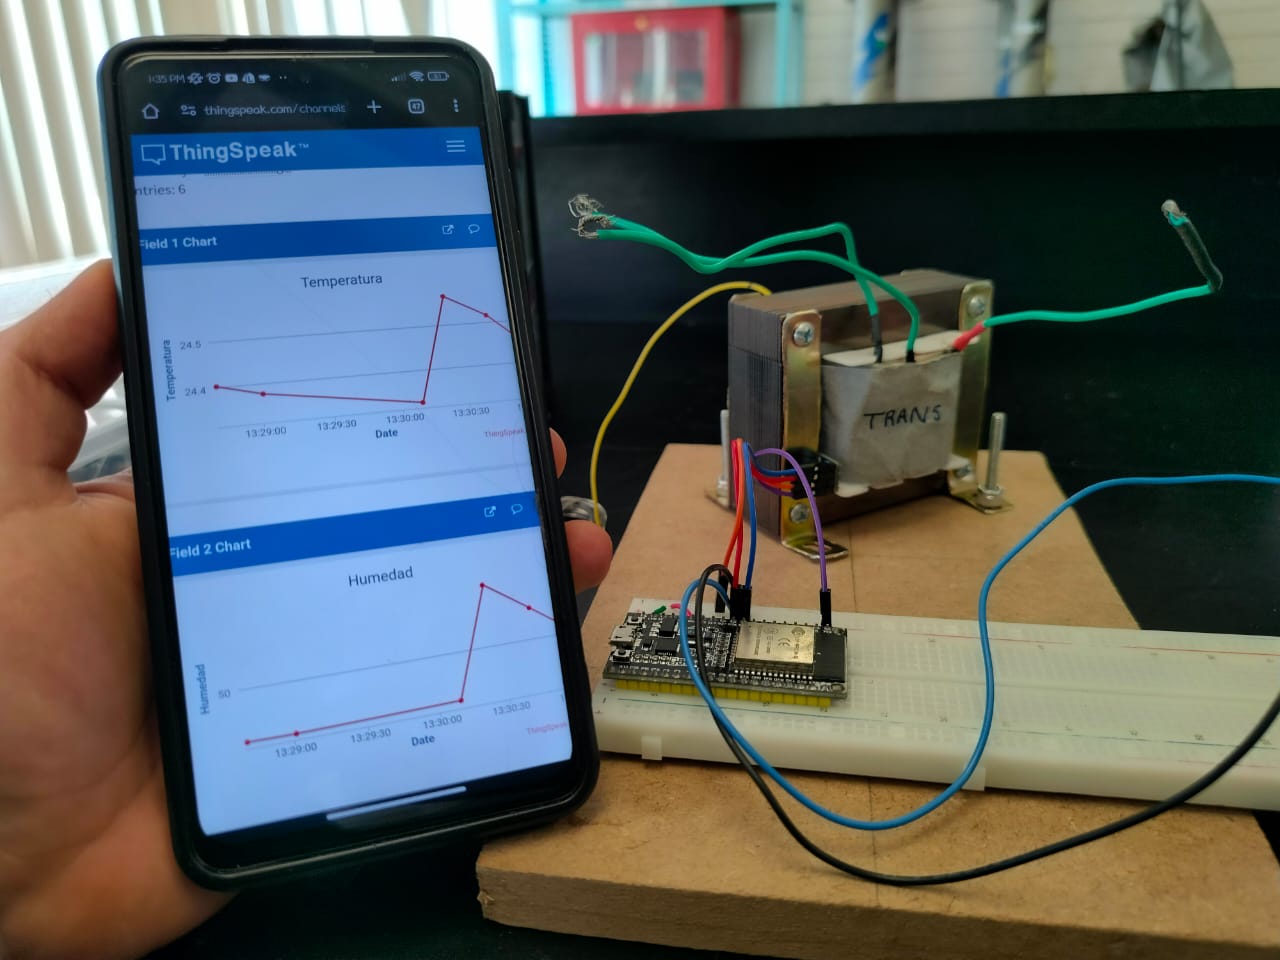 1:35 PM
thingspeak.com/channels
47
ThingSpeak™
ntries: 6
Field 1 Chart
Temperatura
24.5
24.4
Temperatura
13:29:00
13:29:30
13:30:00
13:30:30
Date
ThingSpeak
Field 2 Chart
Humedad
50
Humedad
13:29:00
13:29:30
13:30:00
13:30:30
Date
ThingSpeak
TRANS